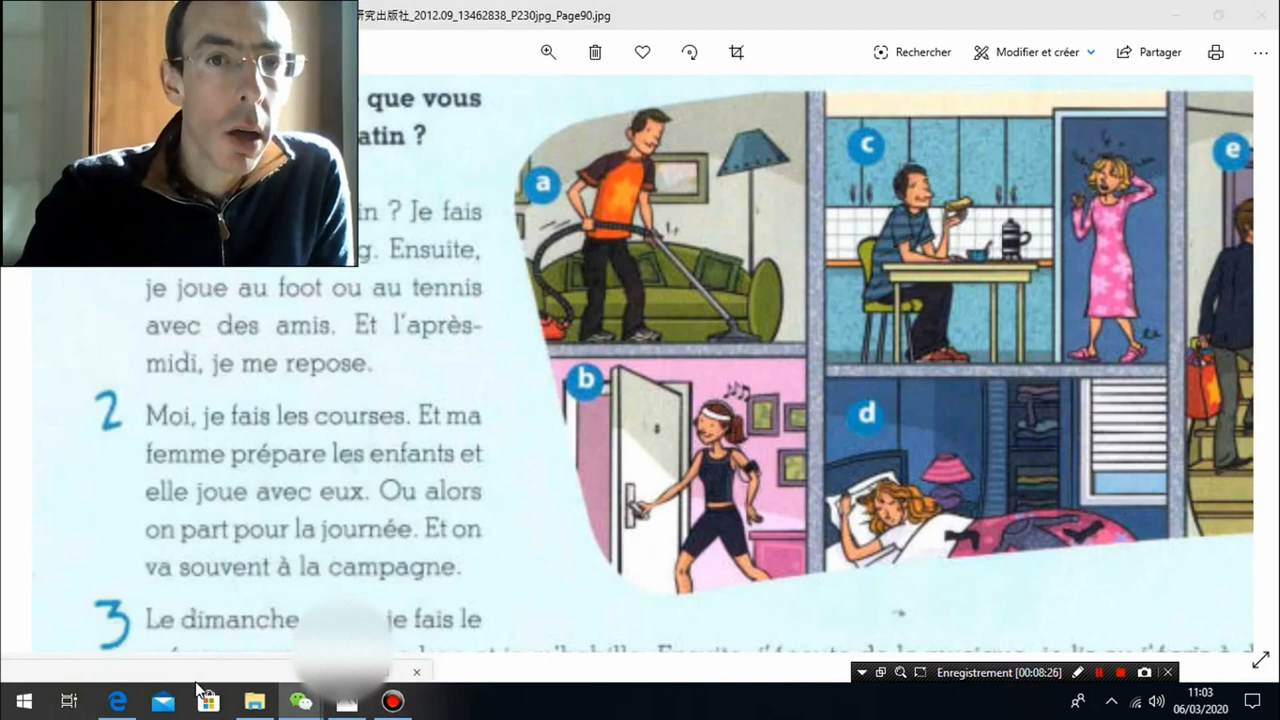 研究出版社_2012.09_13462838_P230jpg_Page90.jpg
Rechercher
Modifier et créer
Partager
que vous
atin ?
in ? Je fais
g. Ensuite,
je joue au foot ou au tennis
avec des amis. Et l'après-
midi, je me repose.
2
Moi, je fais les courses. Et ma
femme prépare les enfants et
elle joue avec eux. Ou alors
on part pour la journée. Et on
va souvent à la campagne.
3
Le dimanche je fais le
a
b
c
d
e
Enregistrement [00:08:26]
11:03
06/03/2020